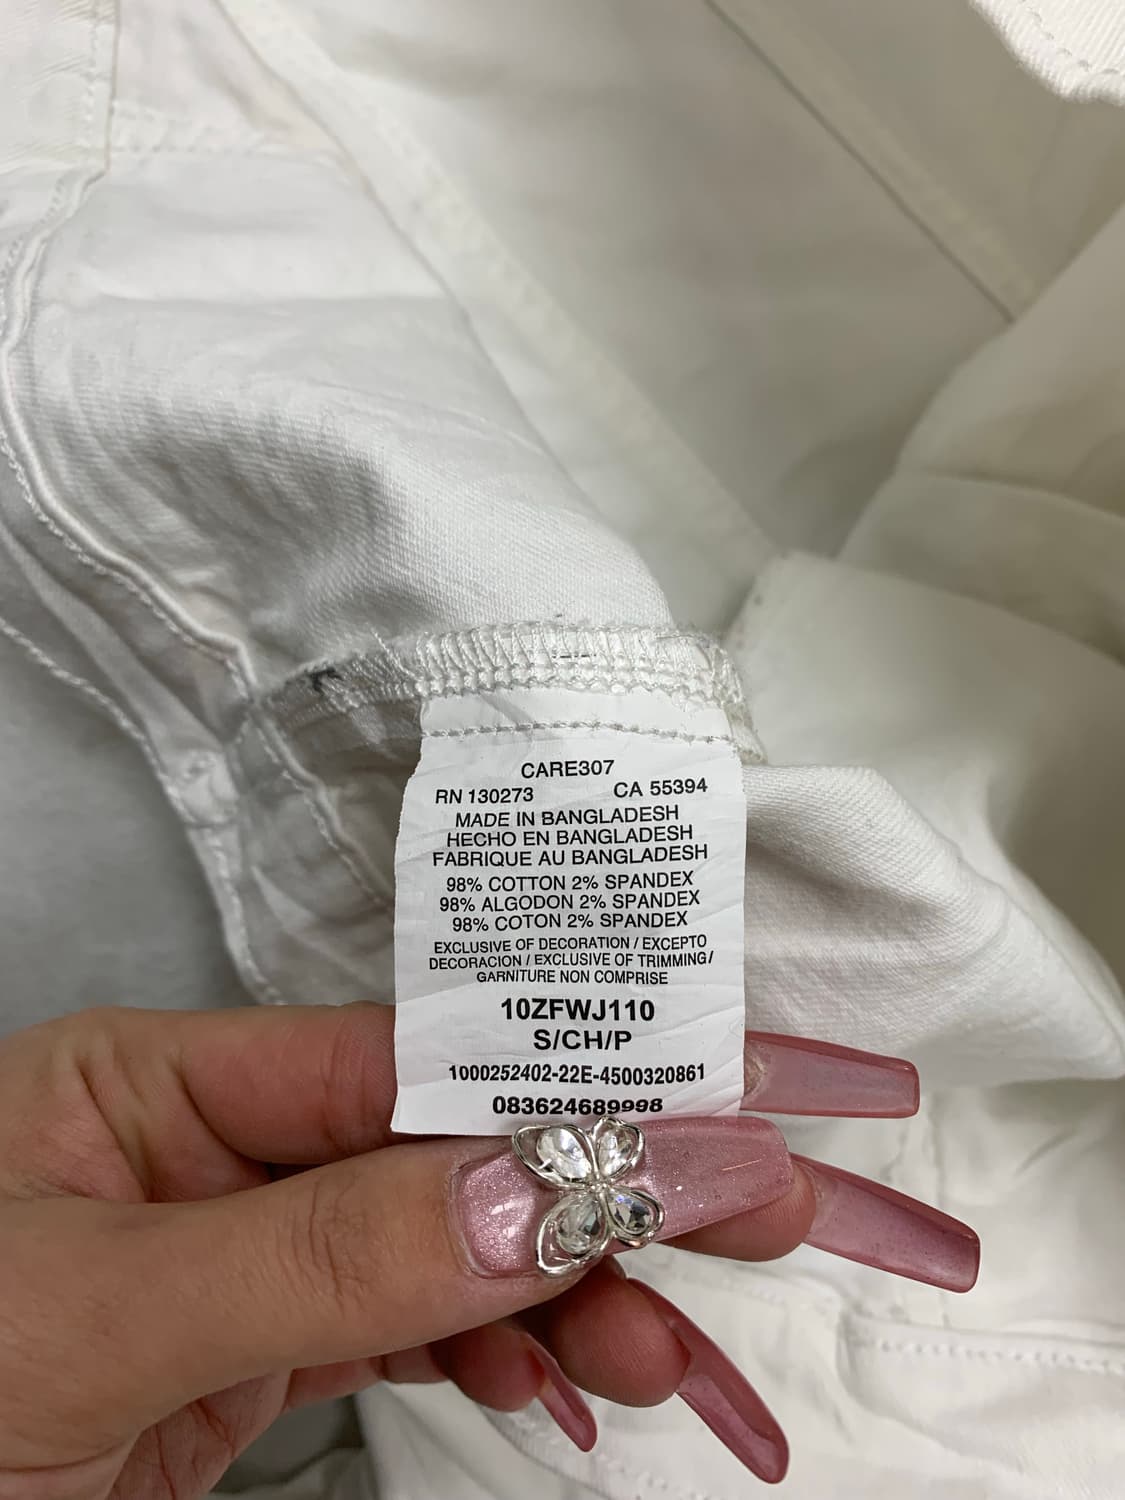 CARE307
RN 130273 CA 55394
MADE IN BANGLADESH
HECHO EN BANGLADESH
FABRIQUE AU BANGLADESH
98% COTTON 2% SPANDEX
98% ALGODON 2% SPANDEX
98% COTON 2% SPANDEX
EXCLUSIVE OF DECORATION / EXCEPTO
DECORACION / EXCLUSIVE OF TRIMMING/
GARNITURE NON COMPRISE
10ZFWJ110
S/CH/P
1000252402-22E-4500320861
083624689998